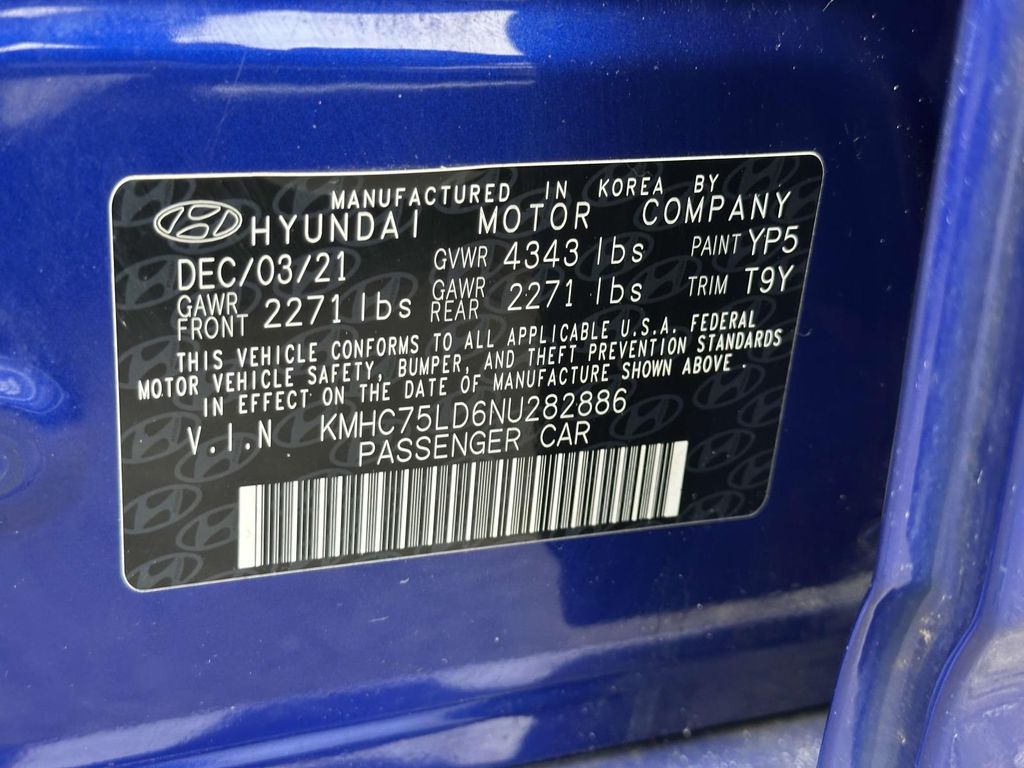 MANUFACTURED IN KOREA BY
HYUNDAI MOTOR COMPANY
DEC/03/21 GVWR 4343 lbs PAINT YP5
GAWR FRONT 2271 lbs GAWR REAR 2271 lbs TRIM T9Y
THIS VEHICLE CONFORMS TO ALL APPLICABLE U.S.A. FEDERAL
MOTOR VEHICLE SAFETY, BUMPER, AND THEFT PREVENTION STANDARDS
IN EFFECT ON THE DATE OF MANUFACTURE SHOWN ABOVE.
V.I.N KMHC75LD6NU282886
PASSENGER CAR